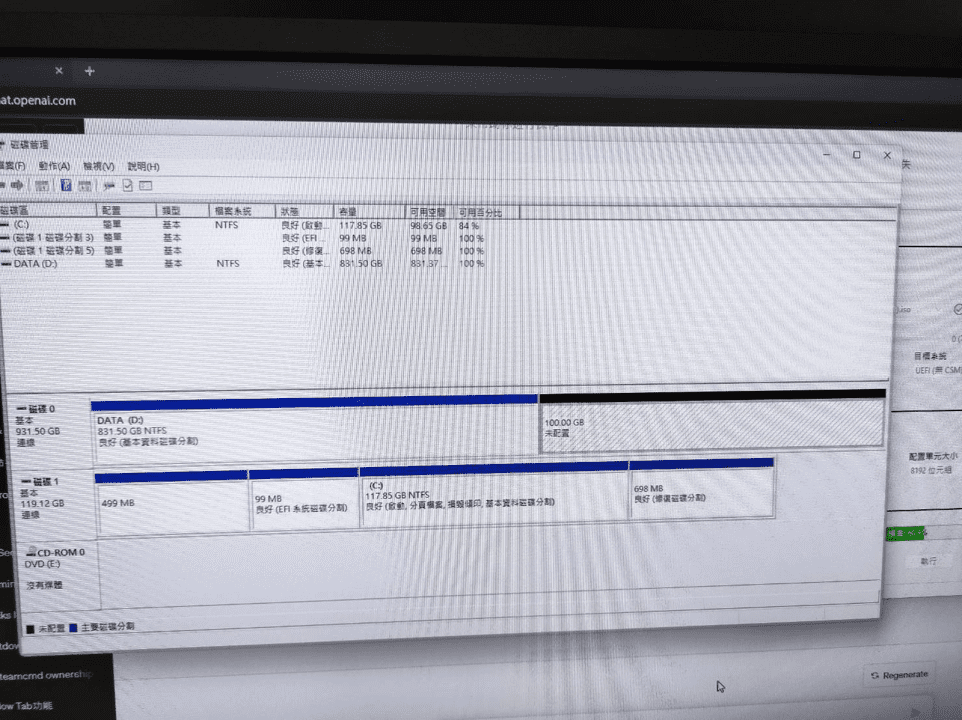 at.openai.com
磁碟管理
檔案(F) 動作(A) 檢視(V) 說明(H)
磁碟區 配置 類型 檔案系統 狀態 容量 可用空間 可用百分比
(C:) 簡單 基本 NTFS 良好 (啟動... 117.85 GB 98.65 GB 84 %
(磁碟 1 磁碟分割 3) 簡單 基本 良好 (EFI ... 99 MB 99 MB 100 %
(磁碟 1 磁碟分割 5) 簡單 基本 良好 (修復... 698 MB 698 MB 100 %
DATA (D:) 簡單 基本 NTFS 良好 (基本... 831.50 GB 831.37 ... 100 %
磁碟 0
基本
931.50 GB
連線
DATA (D:)
831.50 GB NTFS
良好 (基本資料磁碟分割)
100.00 GB
未配置
磁碟 1
基本
119.12 GB
連線
499 MB
99 MB
良好 (EFI 系統磁碟分割)
(C:)
117.85 GB NTFS
良好 (啟動, 分頁檔案, 損毀傾印, 基本資料磁碟分割)
698 MB
良好 (修復磁碟分割)
CD-ROM 0
DVD (E:)
沒有媒體
未配置 主要磁碟分割
失
.iso
目標系統
UEFI (無 CSM)
配置單元大小
8192 位元組
執行
teamcmd ownership
ow Tab功能
Regenerate